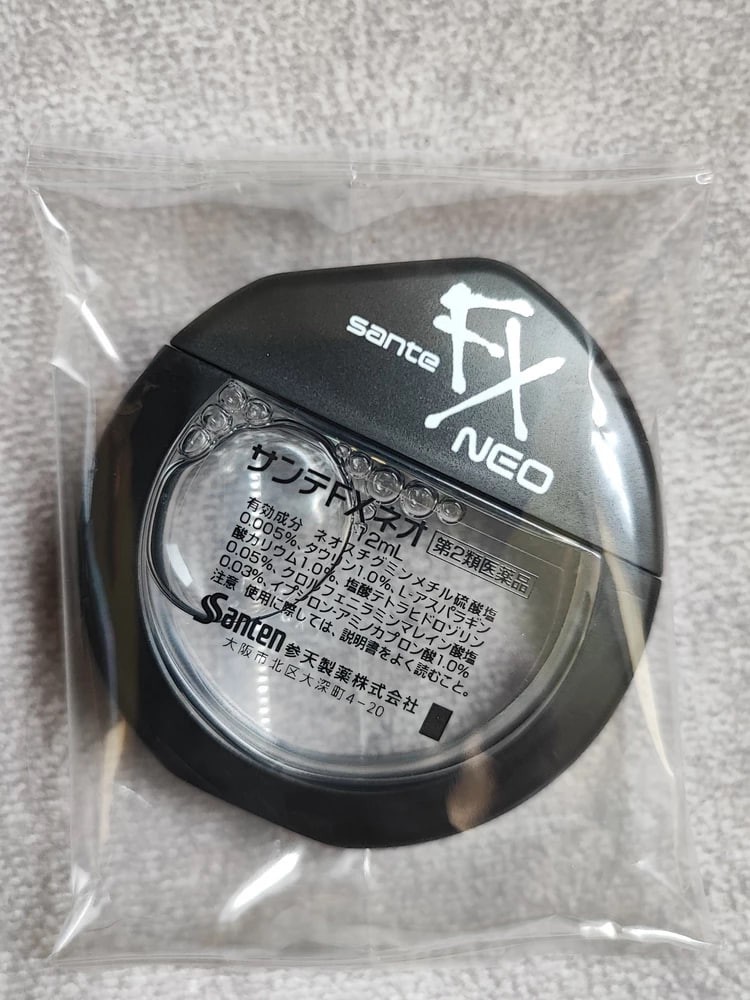 sante FX
NEO
サンテFXネオ
12mL 第2類医薬品
有効成分 ネオスチグミンメチル硫酸塩
0.005%、タウリン1.0%、L-アスパラギン
酸カリウム1.0%、塩酸テトラヒドロゾリン
0.05%、クロルフェニラミンマレイン酸塩
0.03%、イプシロン-アミノカプロン酸1.0%
注意 使用に際しては、説明書をよく読むこと。
Santen 参天製薬株式会社
大阪市北区大深町4-20